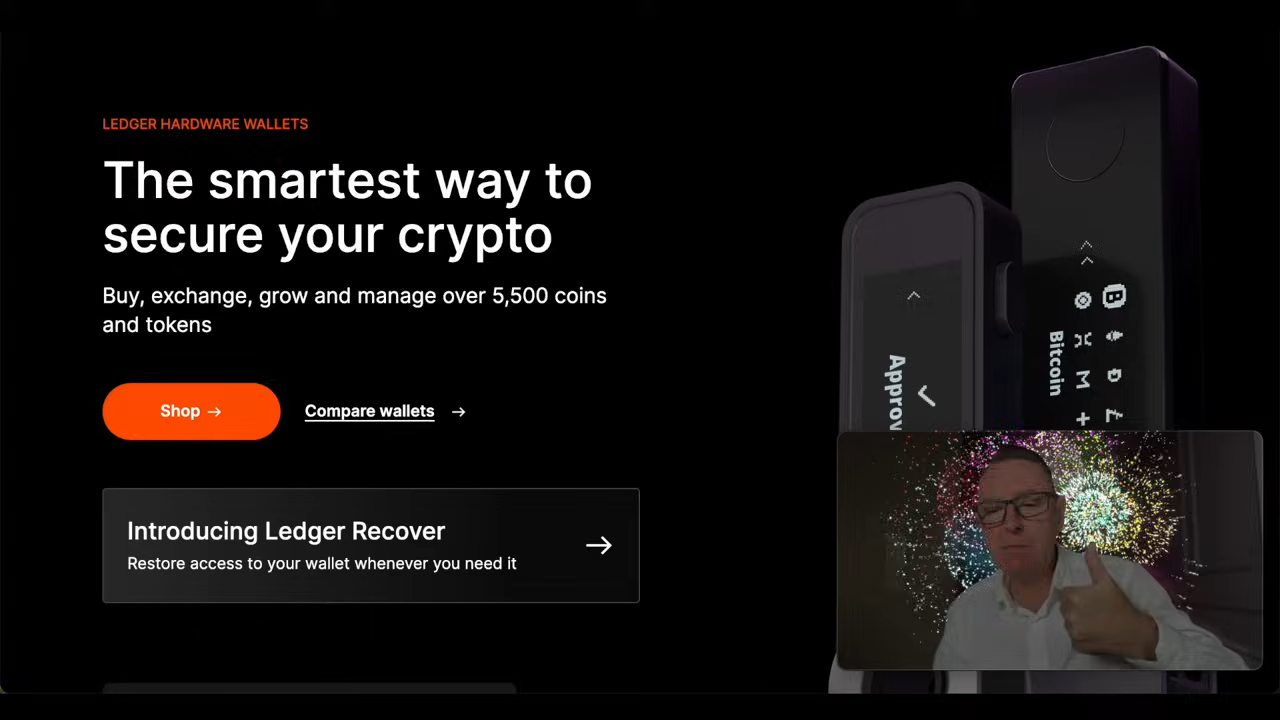 LEDGER HARDWARE WALLETS
The smartest way to
secure your crypto
Buy, exchange, grow and manage over 5,500 coins
and tokens
Shop →
Compare wallets →
Introducing Ledger Recover
Restore access to your wallet whenever you need it
Approv
Bitcoin